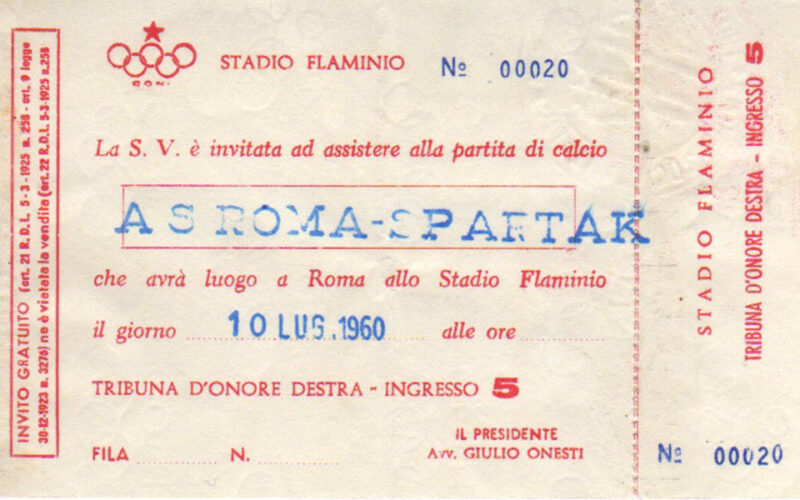 INVITO GRATUITO (art. 21 R.D.L. 5-3-1925 n. 258 - art. 9 legge
30-12-1923 n. 3276) ne è vietata la vendita (art. 22 R.D.L. 5-3-1925 n. 258
C.O.N.I.
STADIO FLAMINIO Nº 00020
La S. V. è invitata ad assistere alla partita di calcio
A S ROMA-SPARTAK
che avrà luogo a Roma allo Stadio Flaminio
il giorno 10 LUG. 1960 alle ore
TRIBUNA D'ONORE DESTRA - INGRESSO 5
FILA N.
IL PRESIDENTE
Avv. GIULIO ONESTI
STADIO FLAMINIO
TRIBUNA D'ONORE DESTRA - INGRESSO 5
Nº 00020